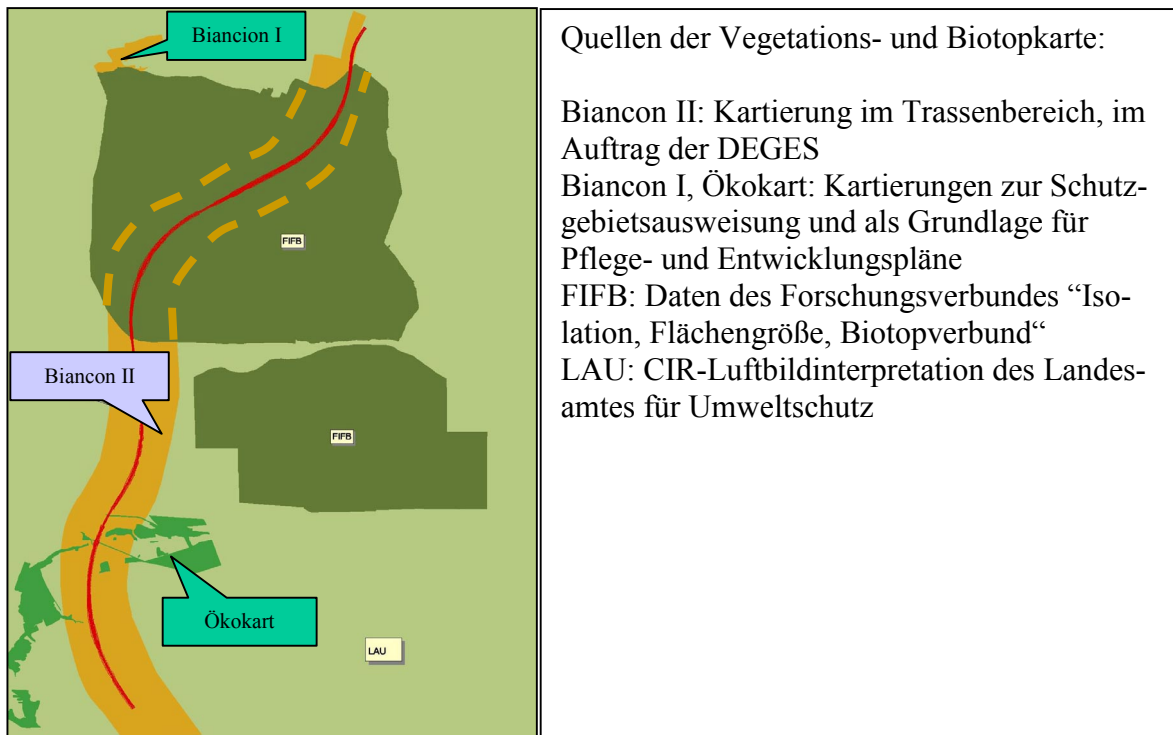 Biancion I
FIFB
Biancon II
FIFB
Ökokart
LAU
Quellen der Vegetations- und Biotopkarte:
Biancon II: Kartierung im Trassenbereich, im
Auftrag der DEGES
Biancon I, Ökokart: Kartierungen zur Schutz-
gebietsausweisung und als Grundlage für
Pflege- und Entwicklungspläne
FIFB: Daten des Forschungsverbundes “Iso-
lation, Flächengröße, Biotopverbund“
LAU: CIR-Luftbildinterpretation des Landes-
amtes für Umweltschutz